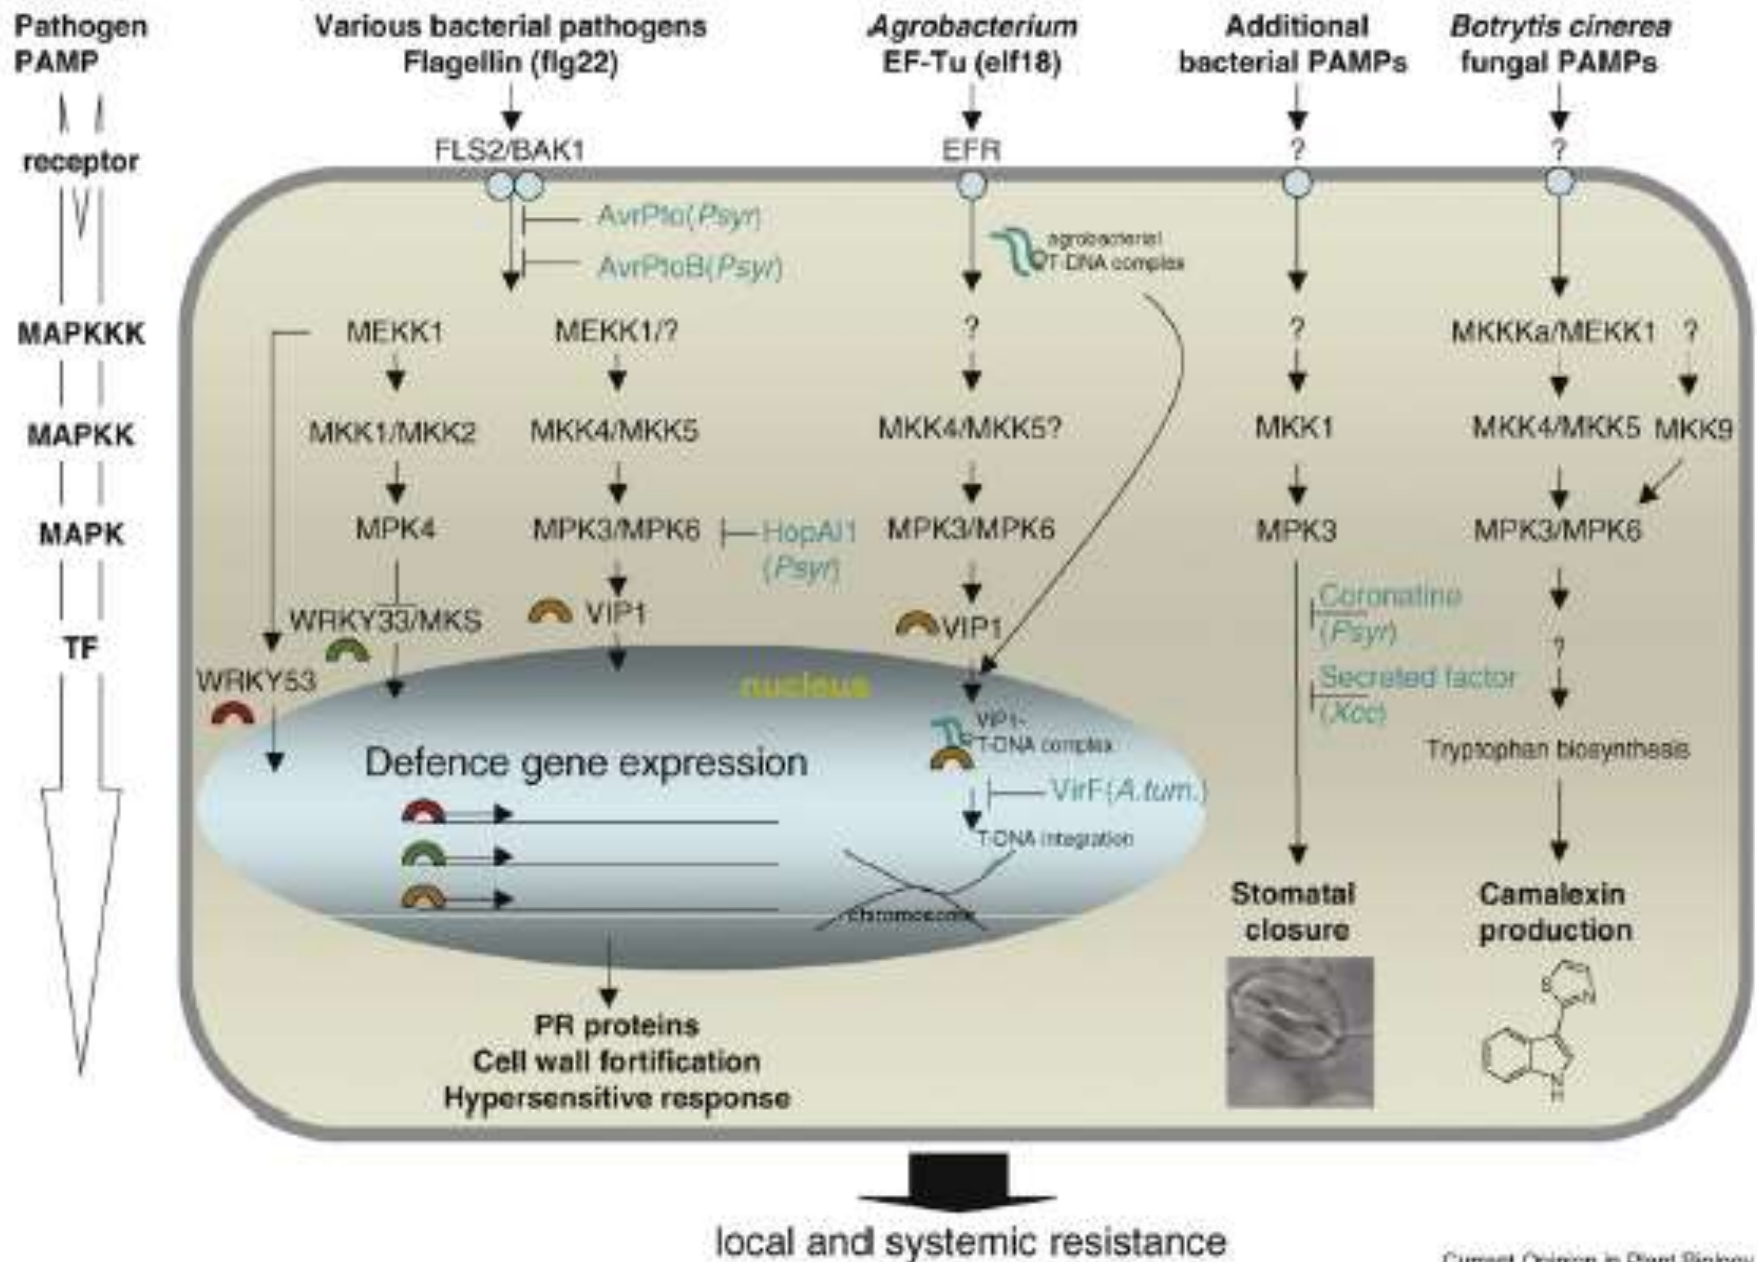 Pathogen
PAMP
Various bacterial pathogens
Flagellin (flg22)
Agrobacterium
EF-Tu (elf18)
Additional
bacterial PAMPs
Botrytis cinerea
fungal PAMPs
receptor
FLS2/BAK1
EFR
?
?
AvrPto(Psyr)
AvrPtoB(Psyr)
agrobacterial
T-DNA complex
MAPKKK
MEKK1
MEKK1/?
?
?
MKKKa/MEKK1
?
MAPKK
MKK1/MKK2
MKK4/MKK5
MKK4/MKK5?
MKK1
MKK4/MKK5
MKK9
MAPK
MPK4
MPK3/MPK6
HopAI1
(Psyr)
MPK3/MPK6
MPK3
MPK3/MPK6
TF
WRKY33/MKS
VIP1
VIP1
Coronatine
(Psyr)
?
WRKY53
nucleus
Secreted factor
(Xcc)
VIP1-
T-DNA complex
Tryptophan biosynthesis
Defence gene expression
VirF(A.tum.)
T-DNA integration
chromosome
Stomatal
closure
Camalexin
production
S
N
N
H
PR proteins
Cell wall fortification
Hypersensitive response
local and systemic resistance
Current Opinion in Plant Biology